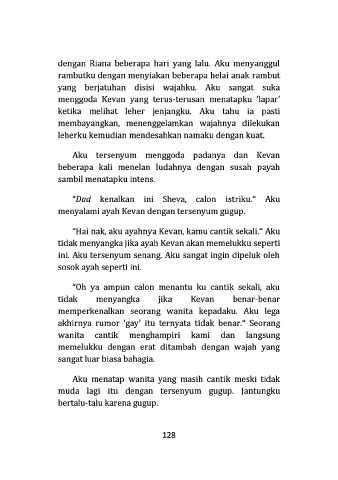 dengan Riana beberapa hari yang lalu. Aku menyanggul
rambutku dengan menyiakan beberapa helai anak rambut
yang berjatuhan disisi wajahku. Aku sangat suka
menggoda Kevan yang terus-terusan menatapku ‘lapar’
ketika melihat leher jenjangku. Aku tahu ia pasti
membayangkan, menenggelamkan wajahnya dilekukan
leherku kemudian mendesahkan namaku dengan kuat.
Aku tersenyum menggoda padanya dan Kevan
beberapa kali menelan ludahnya dengan susah payah
sambil menatapku intens.
“Dad kenalkan ini Sheva, calon istriku.” Aku
menyalami ayah Kevan dengan tersenyum gugup.
“Hai nak, aku ayahnya Kevan, kamu cantik sekali.” Aku
tidak menyangka jika ayah Kevan akan memelukku seperti
ini. Aku tersenyum senang. Aku sangat ingin dipeluk oleh
sosok ayah seperti ini.
“Oh ya ampun calon menantu ku cantik sekali, aku
tidak menyangka jika Kevan benar-benar
memperkenalkan seorang wanita kepadaku. Aku lega
akhirnya rumor ‘gay’ itu ternyata tidak benar.” Seorang
wanita cantik menghampiri kami dan langsung
memelukku dengan erat ditambah dengan wajah yang
sangat luar biasa bahagia.
Aku menatap wanita yang masih cantik meski tidak
muda lagi itu dengan tersenyum gugup. Jantungku
bertalu-talu karena gugup.
128